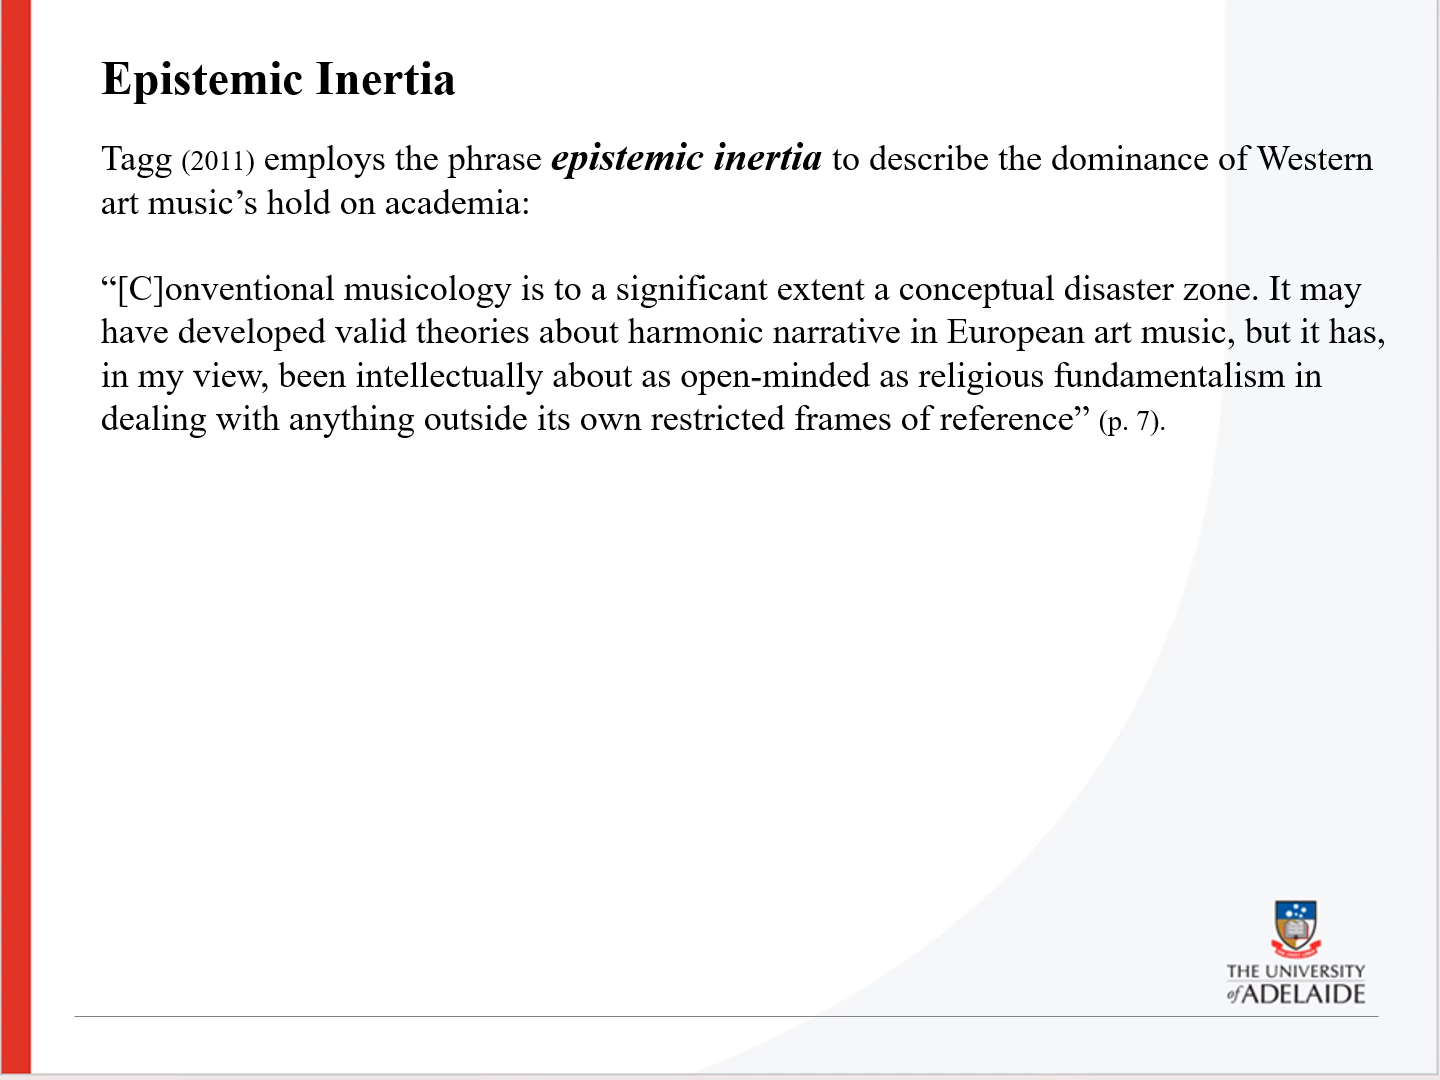 Epistemic Inertia
Tagg (2011) employs the phrase epistemic inertia to describe the dominance of Western
art music’s hold on academia:
“[C]onventional musicology is to a significant extent a conceptual disaster zone. It may
have developed valid theories about harmonic narrative in European art music, but it has,
in my view, been intellectually about as open-minded as religious fundamentalism in
dealing with anything outside its own restricted frames of reference” (p. 7).
THE UNIVERSITY
of ADELAIDE